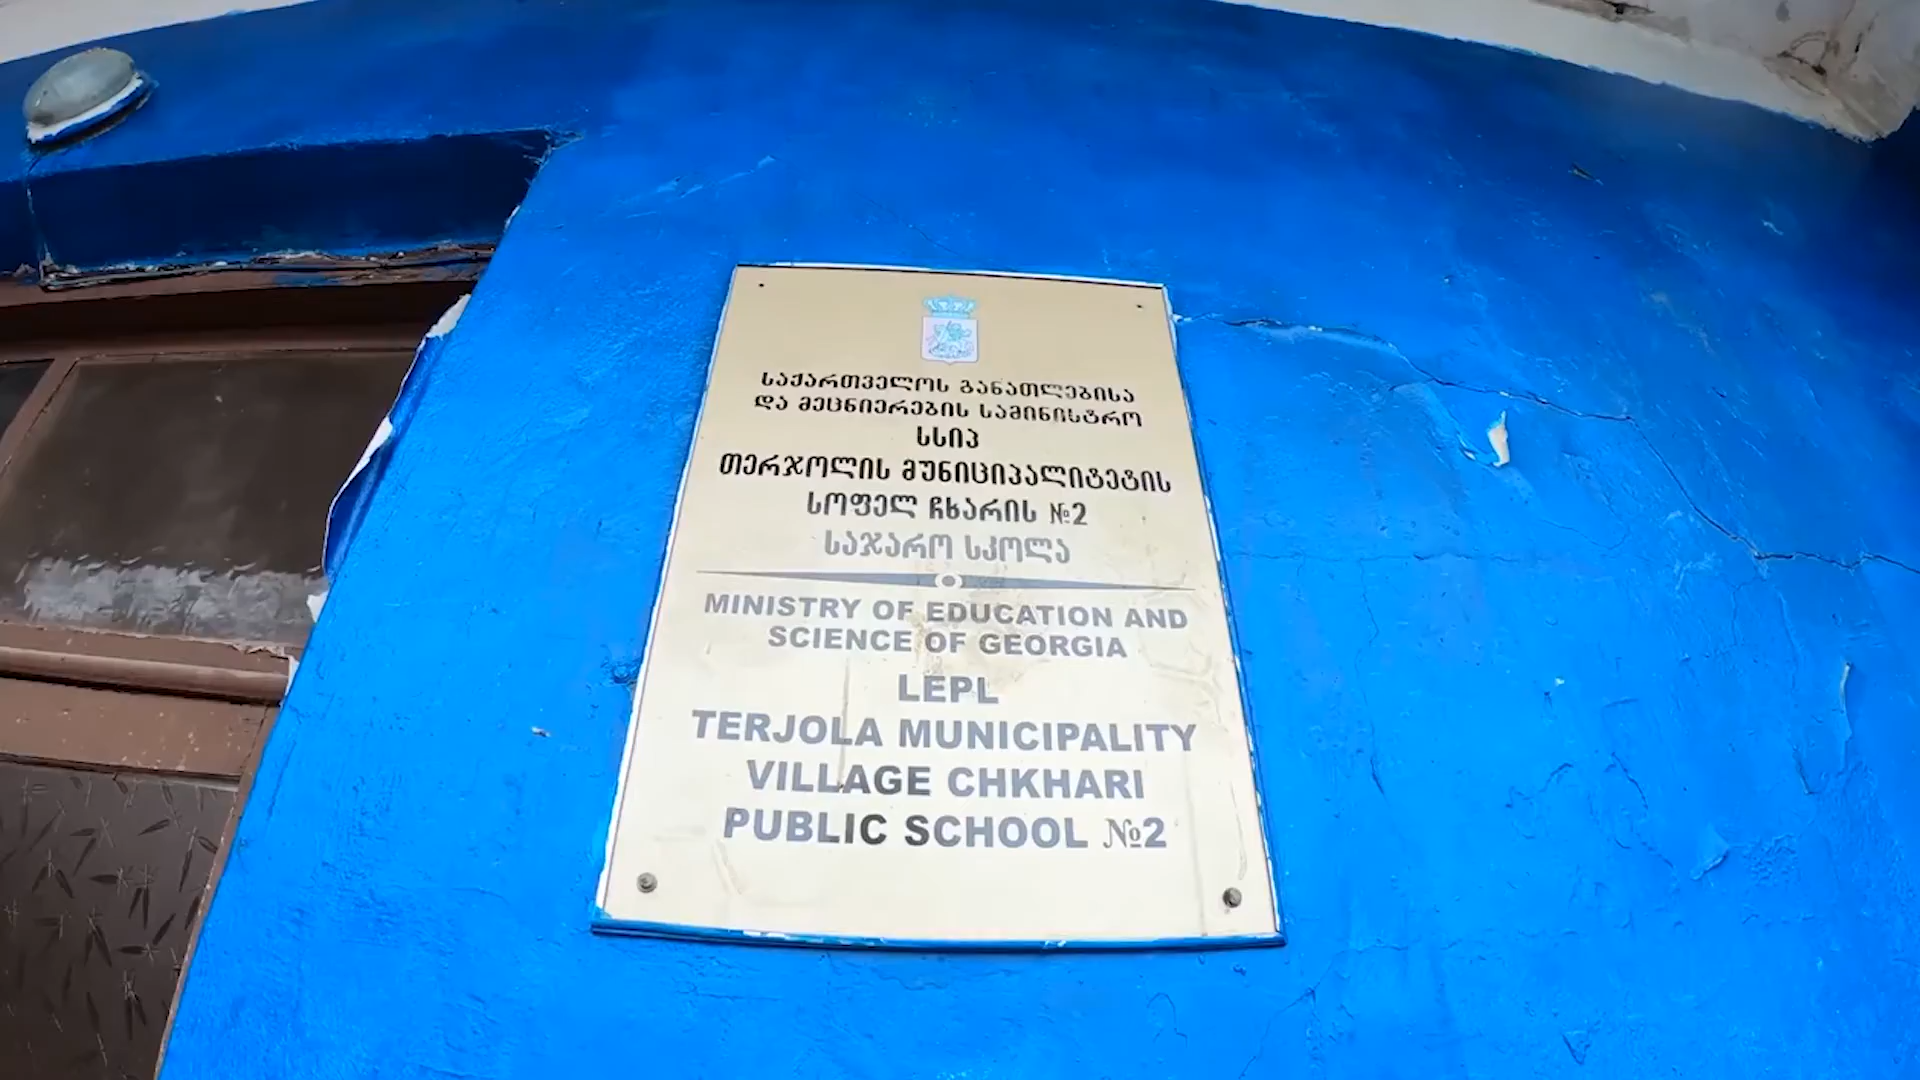 საქართველოს განათლებისა
და მეცნიერების სამინისტრო
სსიპ
თერჯოლის მუნიციპალიტეტის
სოფელ ჩხარის №2
საჯარო სკოლა
MINISTRY OF EDUCATION AND
SCIENCE OF GEORGIA
LEPL
TERJOLA MUNICIPALITY
VILLAGE CHKHARI
PUBLIC SCHOOL №2